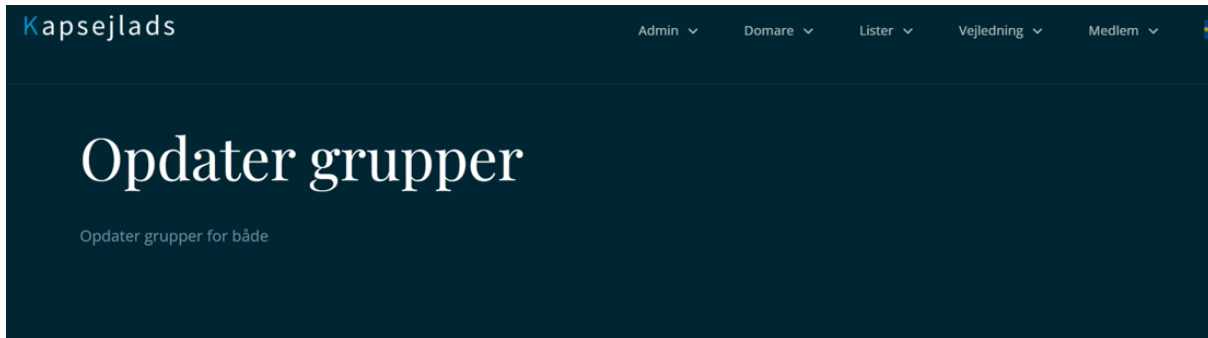 Kapsejlads
Admin Domare Lister Vejledning Medlem
Opdater grupper
Opdater grupper for både